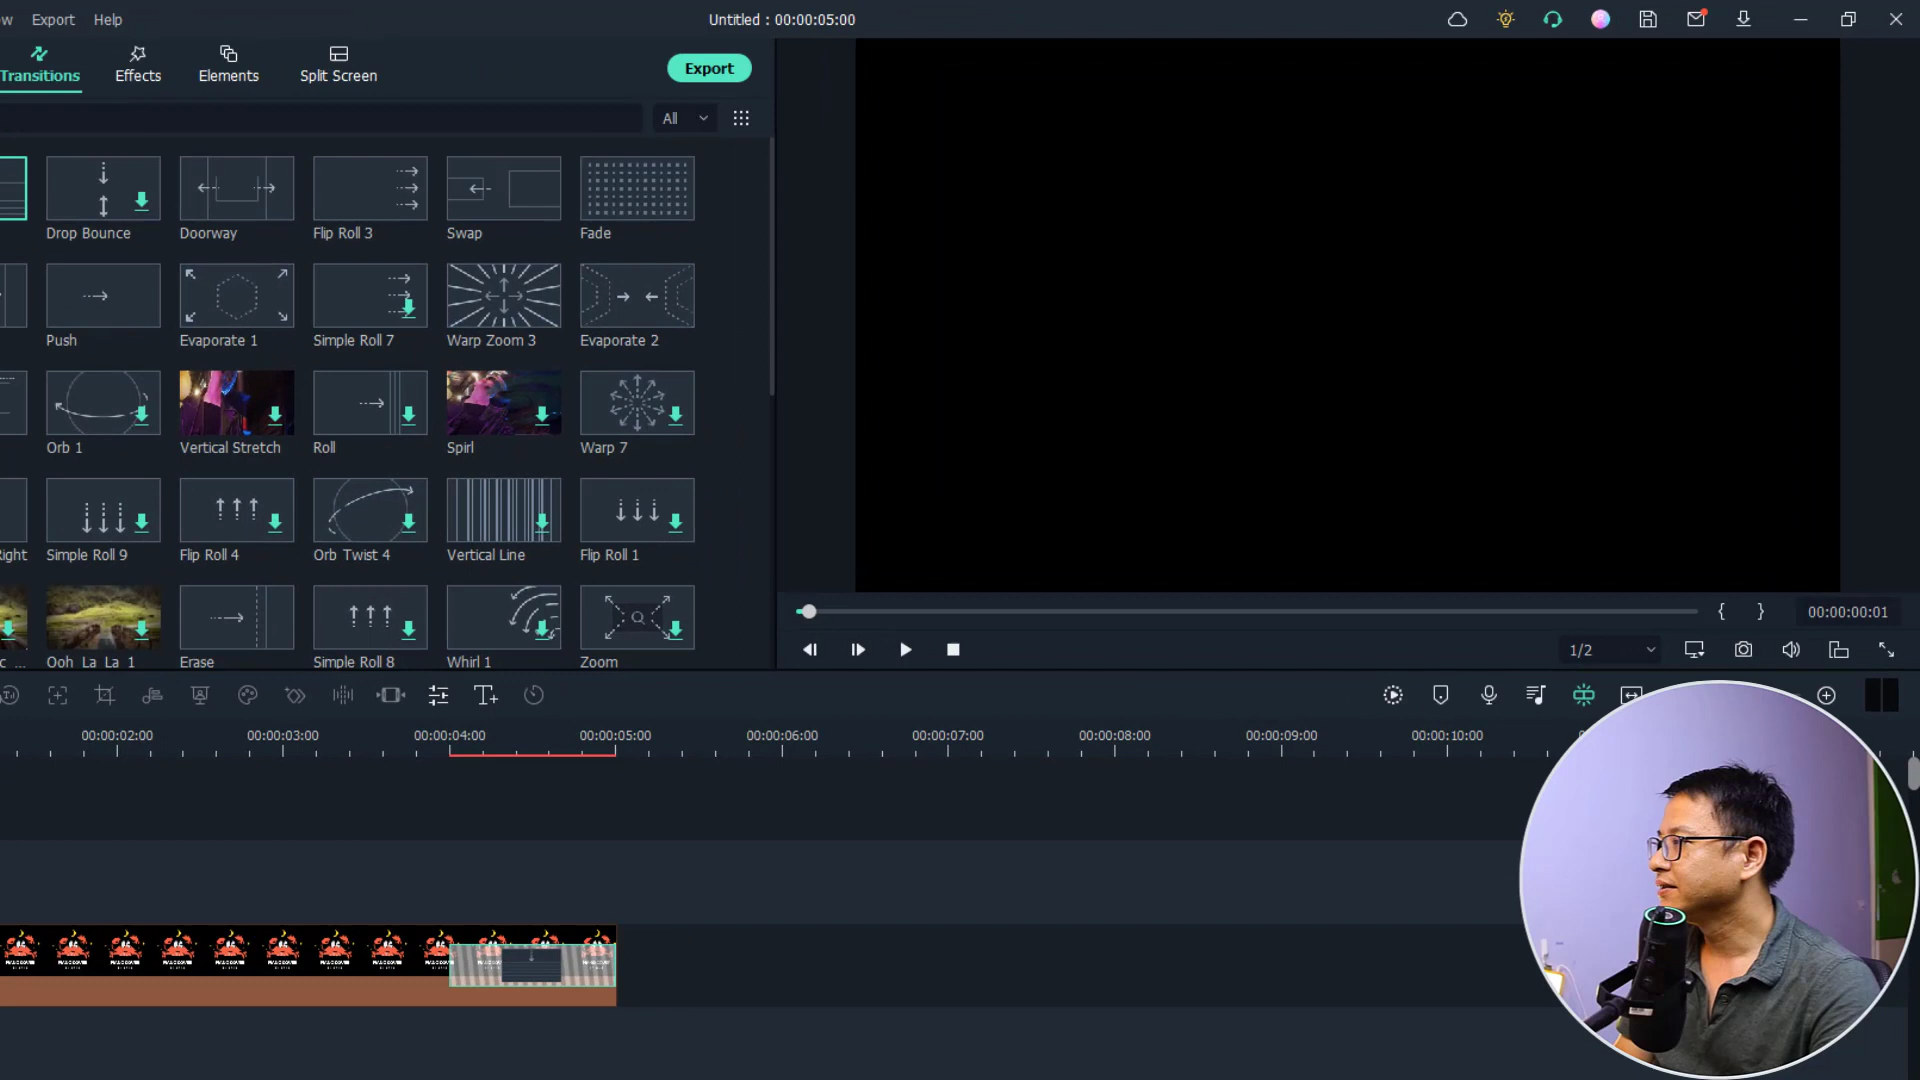 Export Help
Untitled : 00:00:05:00
Transitions Effects Elements Split Screen
Export
All
Drop Bounce Doorway Flip Roll 3 Swap Fade
Push Evaporate 1 Simple Roll 7 Warp Zoom 3 Evaporate 2
Orb 1 Vertical Stretch Roll Spirl Warp 7
Simple Roll 9 Flip Roll 4 Orb Twist 4 Vertical Line Flip Roll 1
c ... Ooh La La 1 Erase Simple Roll 8 Whirl 1 Zoom
{ } 00:00:00:01
1/2
00:00:02:00 00:00:03:00 00:00:04:00 00:00:05:00 00:00:06:00 00:00:07:00 00:00:08:00 00:00:09:00 00:00:10:00